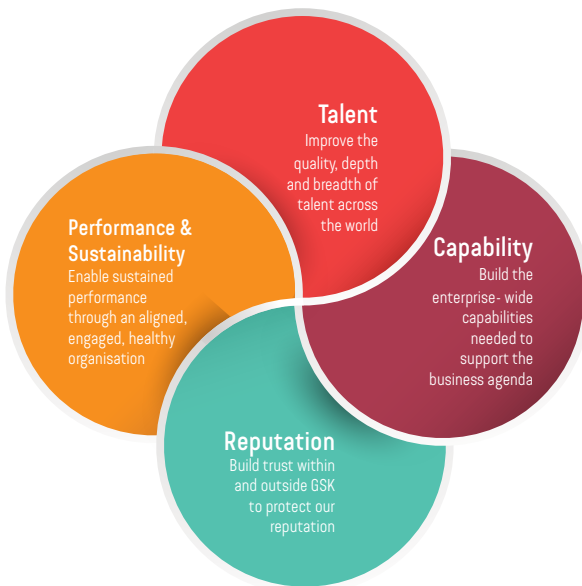 Talent
Improve the
quality, depth
and breadth of
talent across
the world
Performance &
Sustainability
Enable sustained
performance
through an aligned,
engaged, healthy
organisation
Capability
Build the
enterprise- wide
capabilities
needed to
support the
business agenda
Reputation
Build trust within
and outside GSK
to protect our
reputation